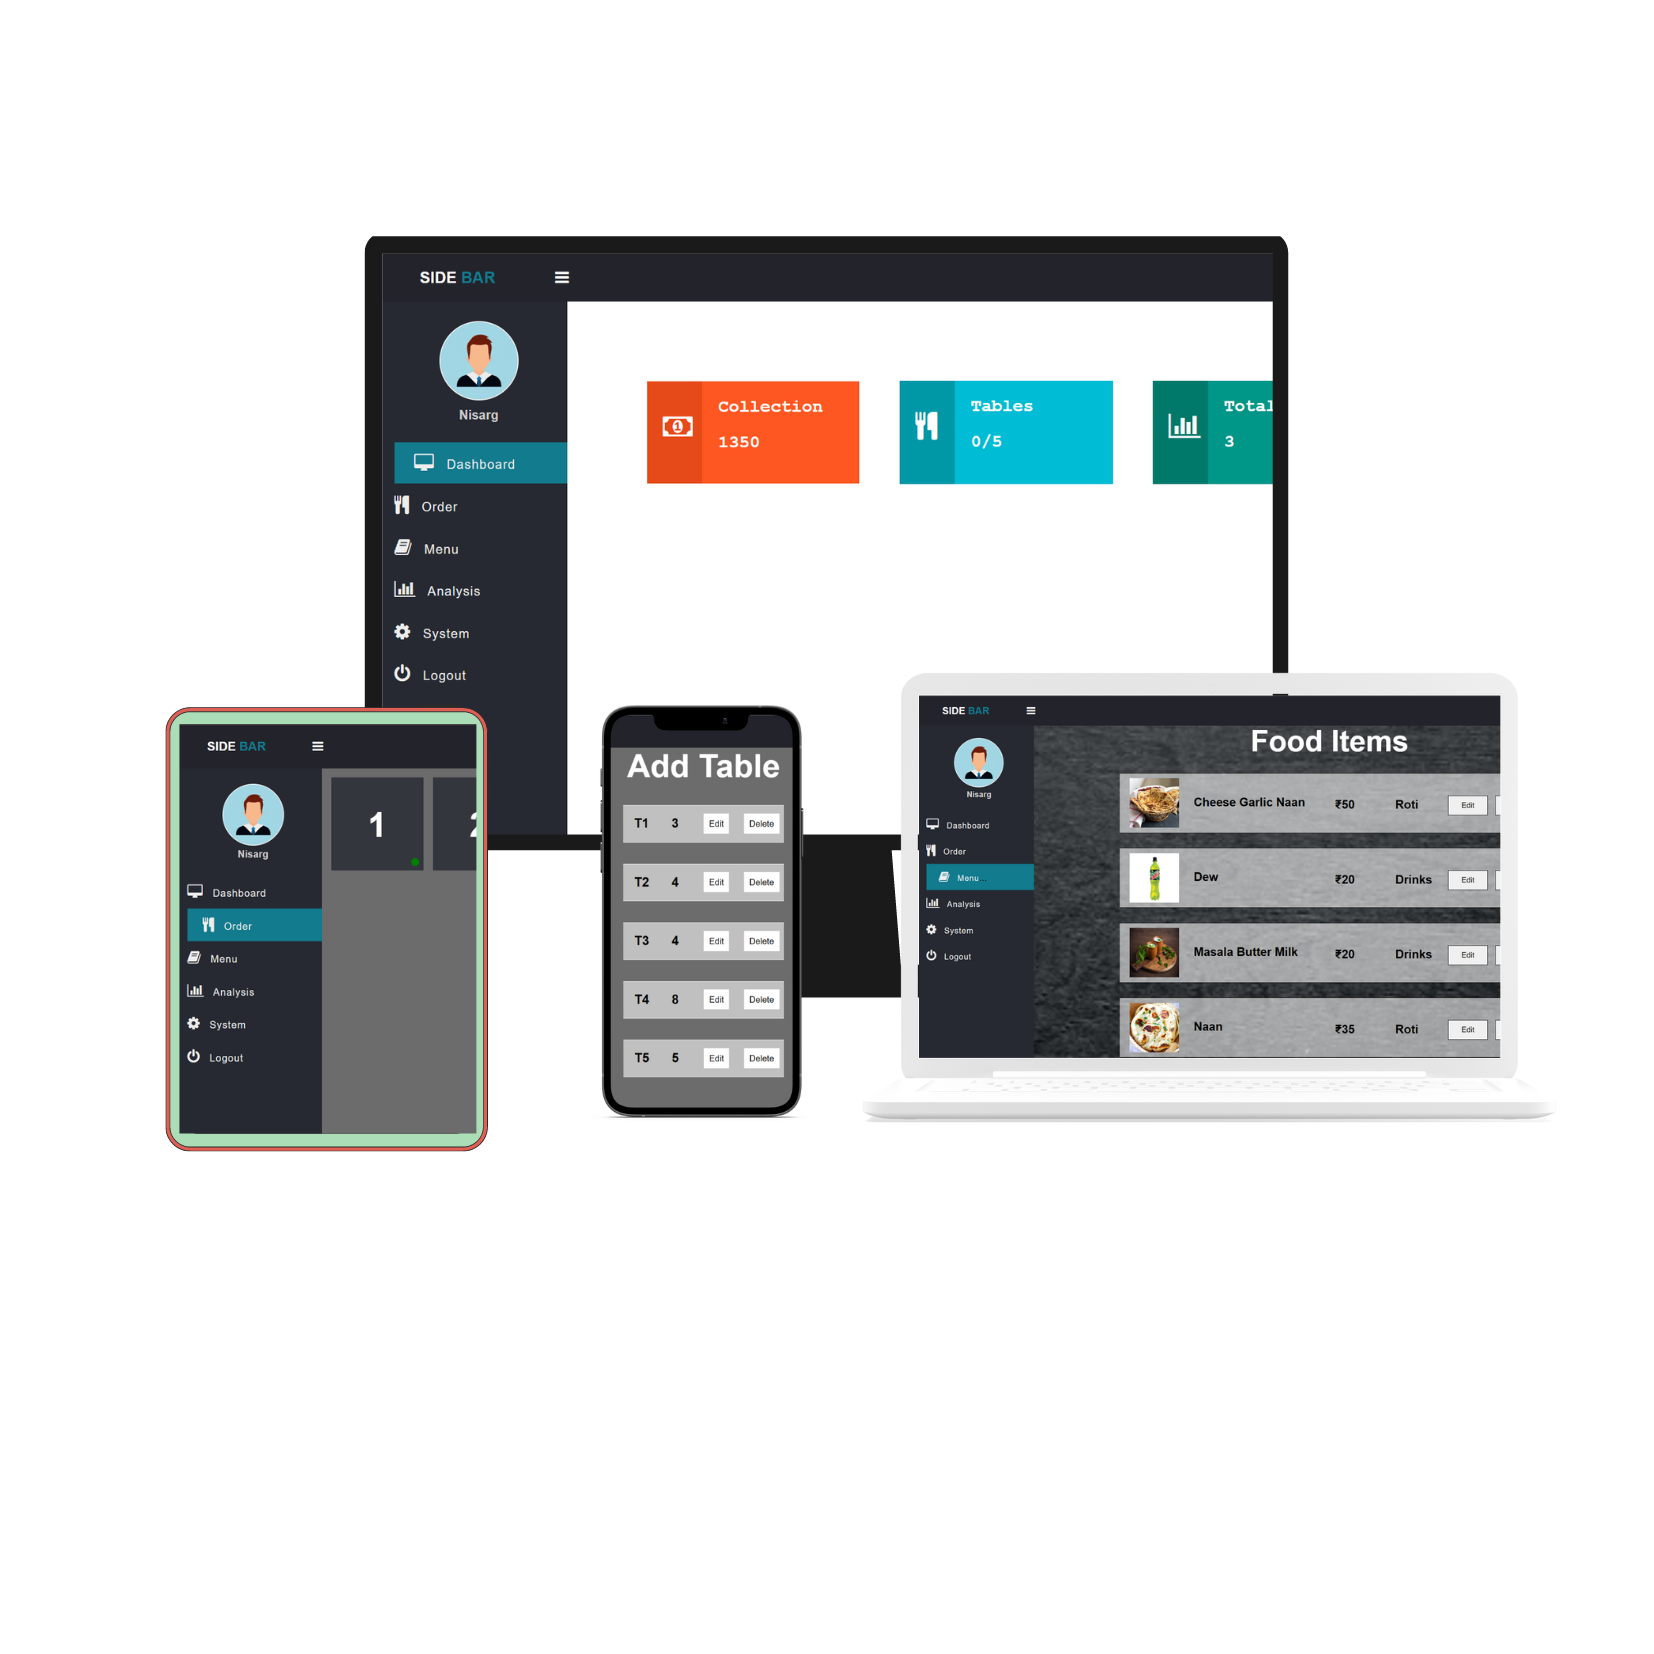 SIDE BAR
Nisarg
Dashboard
Order
Menu
Analysis
System
Logout
Collection
1350
Tables
0/5
Total
3
SIDE BAR
Nisarg
Dashboard
Order
Menu
Analysis
System
Logout
1
2
Add Table
T1 3 Edit Delete
T2 4 Edit Delete
T3 4 Edit Delete
T4 8 Edit Delete
T5 5 Edit Delete
SIDE BAR
Nisarg
Dashboard
Order
Menu...
Analysis
System
Logout
Food Items
Cheese Garlic Naan ₹50 Roti Edit
Dew ₹20 Drinks Edit
Masala Butter Milk ₹20 Drinks Edit
Naan ₹35 Roti Edit